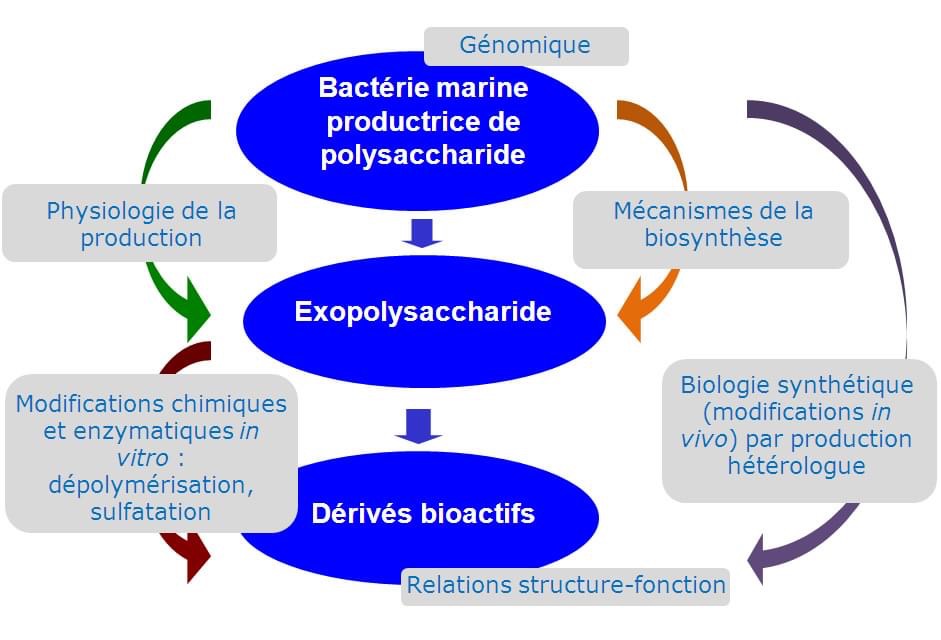 Génomique
Bactérie marine
productrice de
polysaccharide
Physiologie de la
production
Mécanismes de la
biosynthèse
Exopolysaccharide
Modifications chimiques
et enzymatiques in
vitro :
dépolymérisation,
sulfatation
Biologie synthétique
(modifications in
vivo) par production
hétérologue
Dérivés bioactifs
Relations structure-fonction